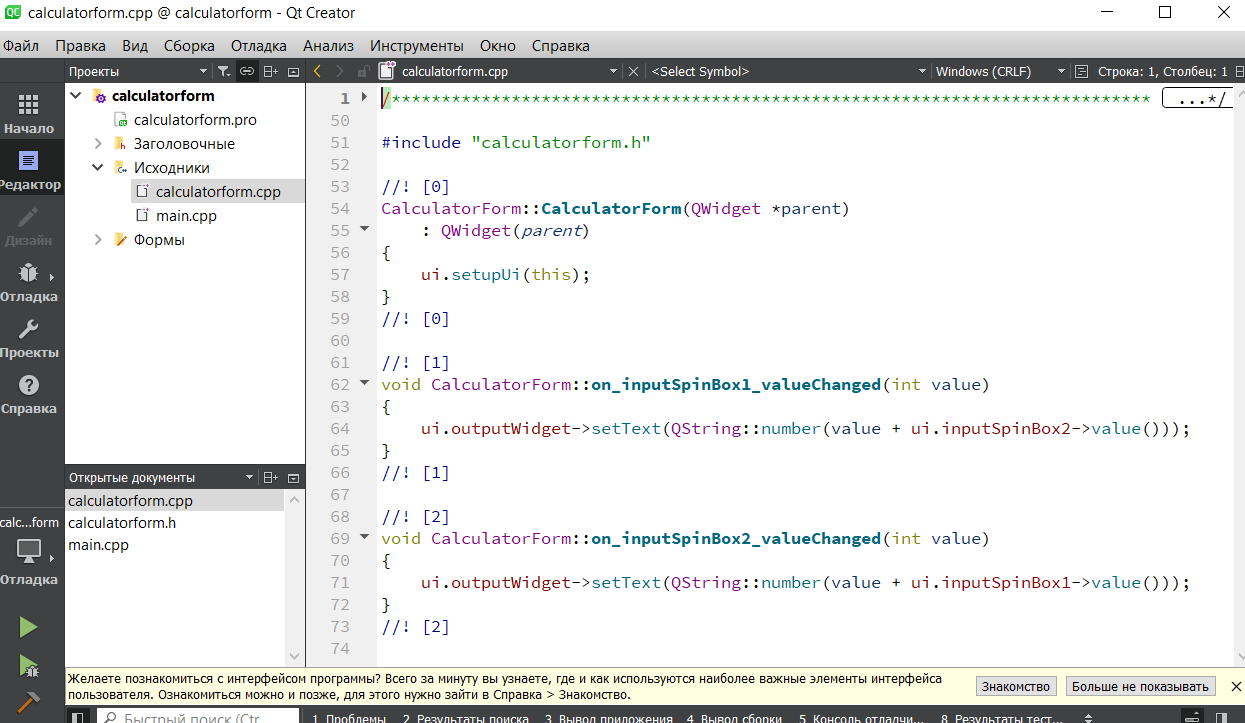 calculatorform.cpp @ calculatorform - Qt Creator
Файл Правка Вид Сборка Отладка Анализ Инструменты Окно Справка
Проекты calculatorform.cpp <Select Symbol> Windows (CRLF) Строка: 1, Столбец: 1
Начало
Редактор
Дизайн
Отладка
Проекты
Справка
calculatorform
calculatorform.pro
Заголовочные
Исходники
calculatorform.cpp
main.cpp
Формы
Открытые документы
calculatorform.cpp
calculatorform.h
main.cpp
calc...form
Отладка
1 /**************************************************************************** ...*/
50
51 #include "calculatorform.h"
52
53 //! [0]
54 CalculatorForm::CalculatorForm(QWidget *parent)
55 : QWidget(parent)
56 {
57 ui.setupUi(this);
58 }
59 //! [0]
60
61 //! [1]
62 void CalculatorForm::on_inputSpinBox1_valueChanged(int value)
63 {
64 ui.outputWidget->setText(QString::number(value + ui.inputSpinBox2->value()));
65 }
66 //! [1]
67
68 //! [2]
69 void CalculatorForm::on_inputSpinBox2_valueChanged(int value)
70 {
71 ui.outputWidget->setText(QString::number(value + ui.inputSpinBox1->value()));
72 }
73 //! [2]
74
Желаете познакомиться с интерфейсом программы? Всего за минуту вы узнаете, где и как используются наиболее важные элементы интерфейса
пользователя. Ознакомиться можно и позже, для этого нужно зайти в Справка > Знакомство.
Знакомство Больше не показывать
Быстрый поиск (Ctr 1 Проблемы 2 Результаты поиска 3 Вывод приложения 4 Вывод сборки 5 Консоль отладчи... 8 Результаты тест...